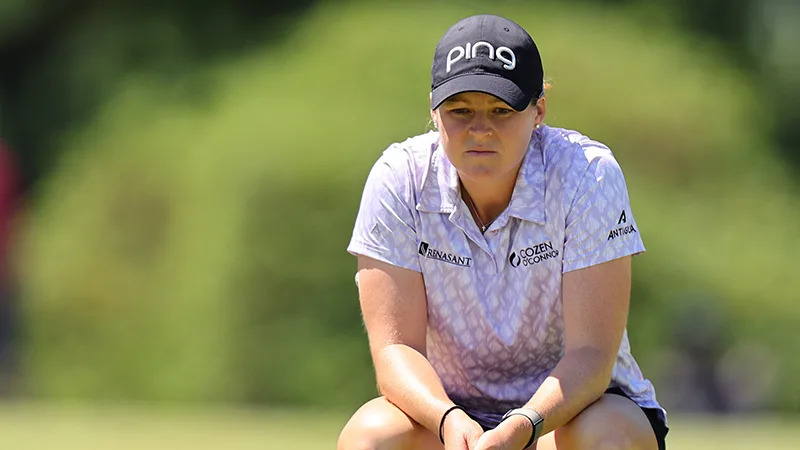 PING
RENASANT
COZEN
O'CONNOR
ANTIGUA